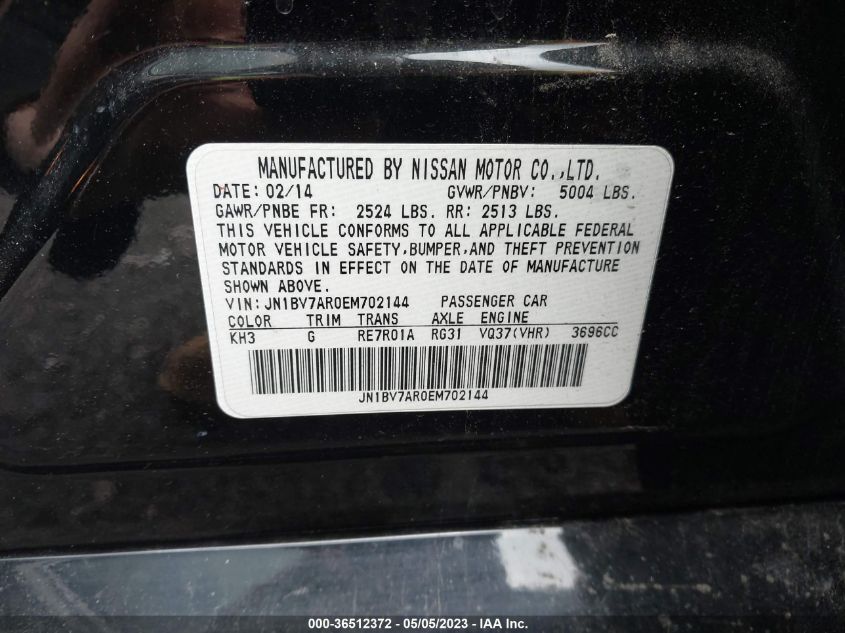 MANUFACTURED BY NISSAN MOTOR CO.,LTD.
DATE: 02/14 GVWR/PNBV: 5004 LBS.
GAWR/PNBE FR: 2524 LBS. RR: 2513 LBS.
THIS VEHICLE CONFORMS TO ALL APPLICABLE FEDERAL
MOTOR VEHICLE SAFETY,BUMPER,AND THEFT PREVENTION
STANDARDS IN EFFECT ON THE DATE OF MANUFACTURE
SHOWN ABOVE.
VIN: JN1BV7AR0EM702144 PASSENGER CAR
COLOR TRIM TRANS AXLE ENGINE
KH3 G RE7R01A RG31 VQ37(VHR) 3696CC
JN1BV7AR0EM702144
000-36512372 - 05/05/2023 - IAA Inc.